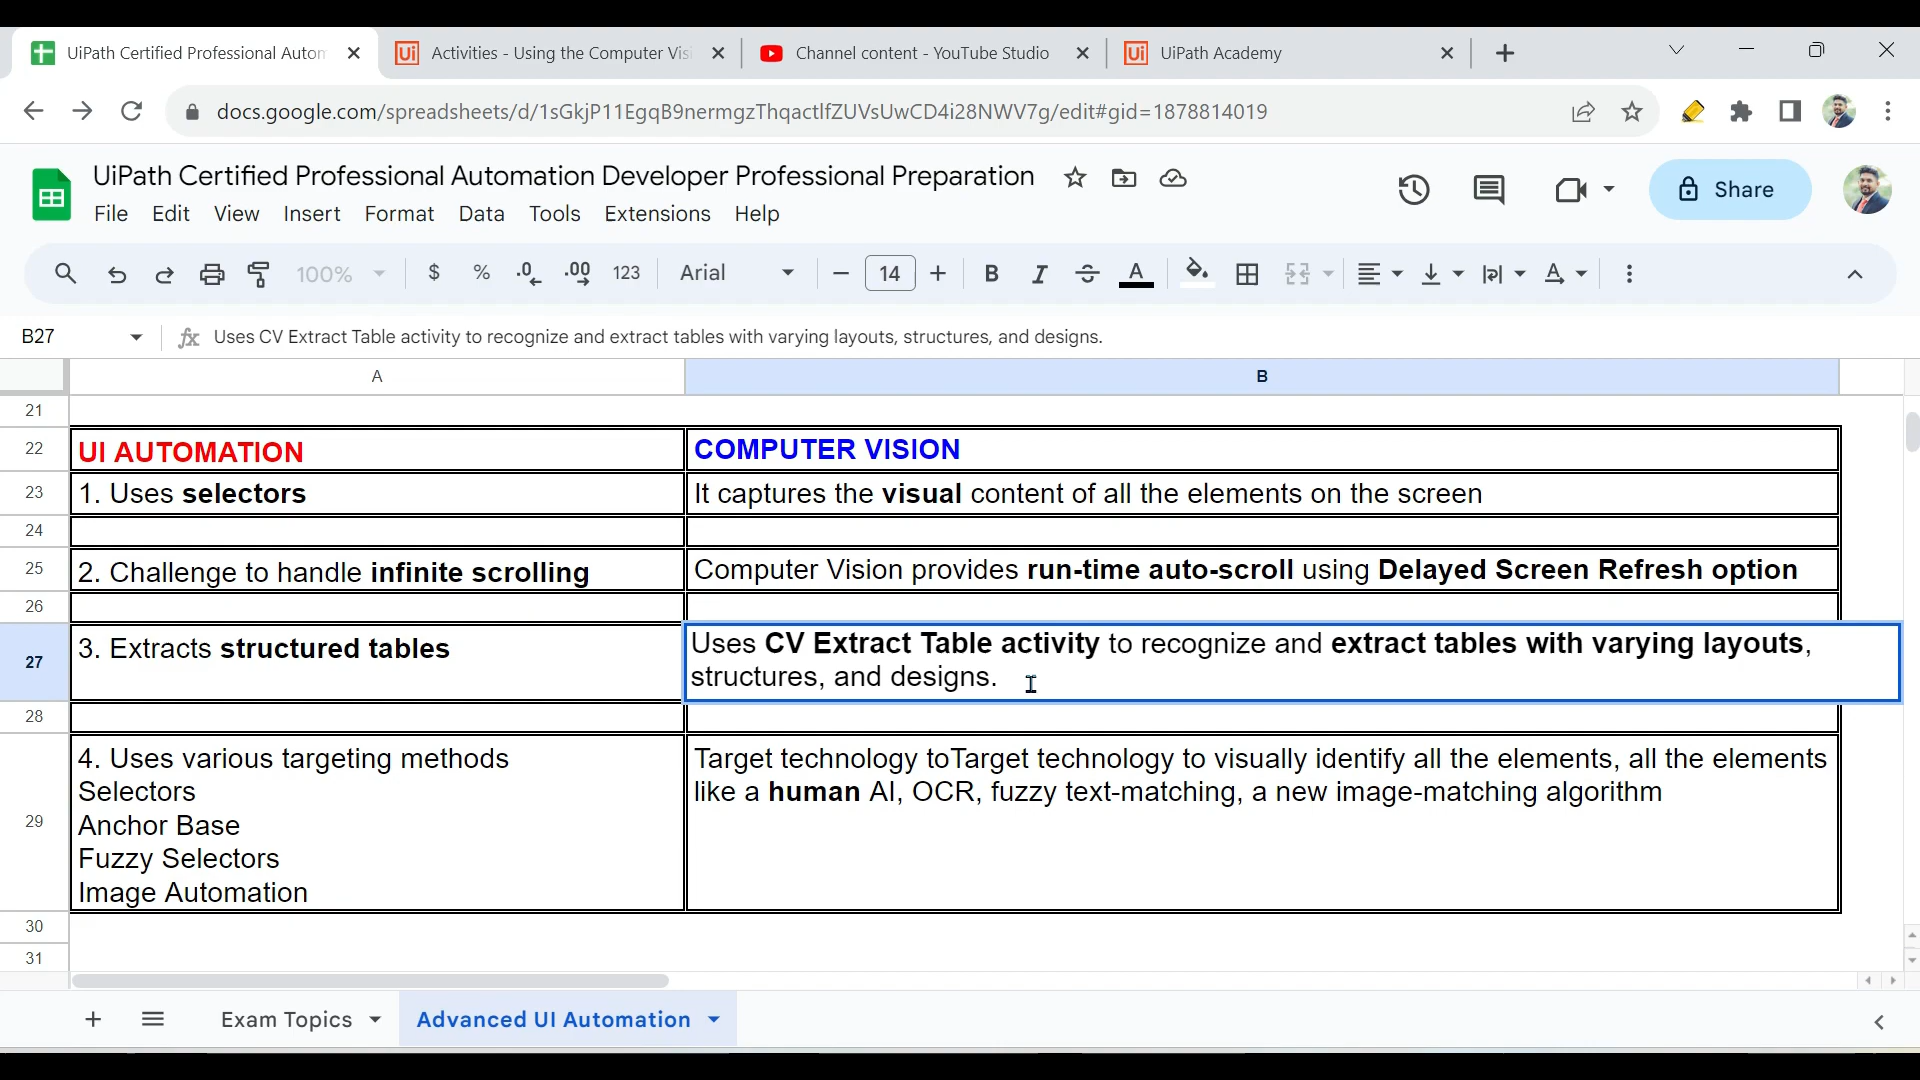 UiPath Certified Professional Autom
Activities - Using the Computer Vis
Channel content - YouTube Studio
UiPath Academy
docs.google.com/spreadsheets/d/1sGkjP11EgqB9nermgzThqactlfZUVsUwCD4i28NWV7g/edit#gid=1878814019
UiPath Certified Professional Automation Developer Professional Preparation
File Edit View Insert Format Data Tools Extensions Help
Share
100% $ % .0 .00 123 Arial 14 B I A A
B27 fx Uses CV Extract Table activity to recognize and extract tables with varying layouts, structures, and designs.
A B
21
22 UI AUTOMATION COMPUTER VISION
23 1. Uses selectors It captures the visual content of all the elements on the screen
24
25 2. Challenge to handle infinite scrolling Computer Vision provides run-time auto-scroll using Delayed Screen Refresh option
26
27 3. Extracts structured tables Uses CV Extract Table activity to recognize and extract tables with varying layouts,
structures, and designs.
28
29 4. Uses various targeting methods Target technology toTarget technology to visually identify all the elements, all the elements
Selectors like a human AI, OCR, fuzzy text-matching, a new image-matching algorithm
Anchor Base
Fuzzy Selectors
Image Automation
30
31
Exam Topics Advanced UI Automation